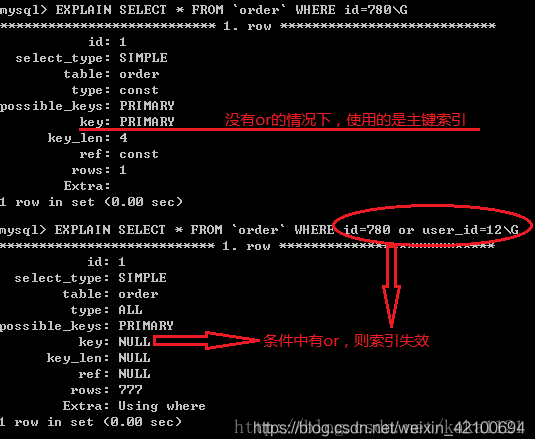 mysql> EXPLAIN SELECT * FROM `order` WHERE id=780\G
*************************** 1. row ***************************
id: 1
select_type: SIMPLE
table: order
type: const
possible_keys: PRIMARY
key: PRIMARY
没有or的情况下，使用的是主键索引
key_len: 4
ref: const
rows: 1
Extra:
1 row in set (0.00 sec)
mysql> EXPLAIN SELECT * FROM `order` WHERE id=780 or user_id=12\G
*************************** 1. row ***************************
id: 1
select_type: SIMPLE
table: order
type: ALL
possible_keys: PRIMARY
key: NULL
条件中有or，则索引失效
key_len: NULL
ref: NULL
rows: 777
Extra: Using where
1 row in set (0.00 sec)
https://blog.csdn.net/weixin_42100694